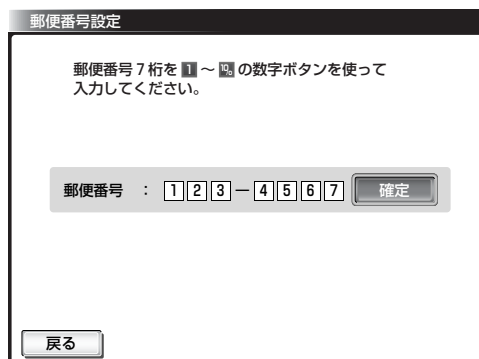 郵便番号設定
郵便番号7桁を 1 ～ 10 の数字ボタンを使って
入力してください。
郵便番号 ： 1 2 3 － 4 5 6 7 確定
戻る